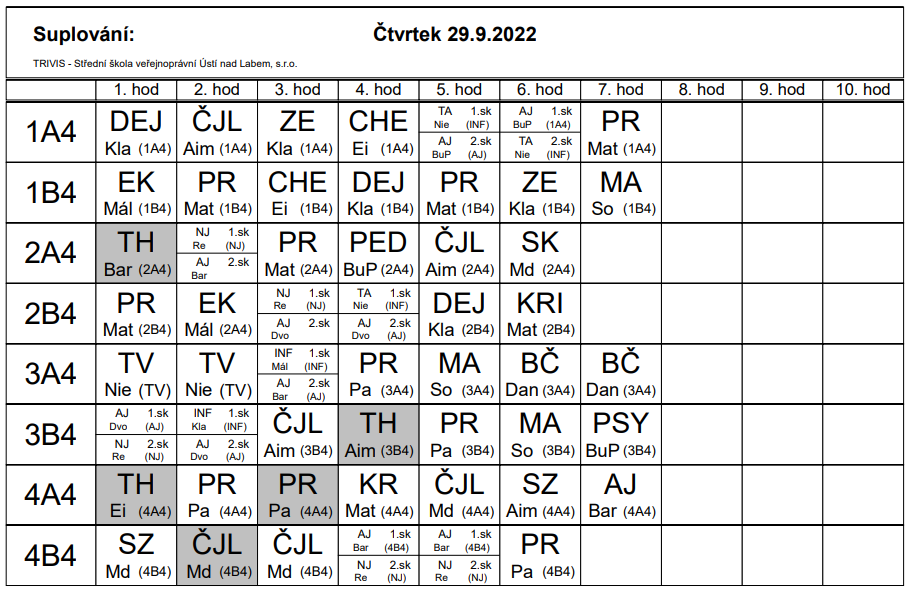 Suplování: Čtvrtek 29.9.2022
TRIVIS - Střední škola veřejnoprávní Ústí nad Labem, s.r.o.
1. hod 2. hod 3. hod 4. hod 5. hod 6. hod 7. hod 8. hod 9. hod 10. hod
1A4
DEJ ČJL ZE CHE TA 1.sk AJ 1.sk PR
Nie (INF) BuP (1A4)
Kla (1A4) Aim (1A4) Kla (1A4) Ei (1A4) AJ 2.sk TA 2.sk Mat (1A4)
BuP (AJ) Nie (INF)
1B4
EK PR CHE DEJ PR ZE MA
Mál (1B4) Mat (1B4) Ei (1B4) Kla (1B4) Mat (1B4) Kla (1B4) So (1B4)
2A4
TH NJ 1.sk PR PED ČJL SK
Re (NJ)
Bar (2A4) AJ 2.sk Mat (2A4) BuP (2A4) Aim (2A4) Md (2A4)
Bar
2B4
PR EK NJ 1.sk TA 1.sk DEJ KRI
Re (NJ) Nie (INF)
Mat (2B4) Mál (2A4) AJ 2.sk AJ 2.sk Kla (2B4) Mat (2B4)
Dvo Dvo (AJ)
3A4
TV TV INF 1.sk PR MA BČ BČ
Mál (INF)
Nie (TV) Nie (TV) AJ 2.sk Pa (3A4) So (3A4) Dan (3A4) Dan (3A4)
Bar (AJ)
3B4
AJ 1.sk INF 1.sk ČJL TH PR MA PSY
Dvo (AJ) Kla (INF)
NJ 2.sk AJ 2.sk Aim (3B4) Aim (3B4) Pa (3B4) So (3B4) BuP (3B4)
Re (NJ) Dvo (AJ)
4A4
TH PR PR KR ČJL SZ AJ
Ei (4A4) Pa (4A4) Pa (4A4) Mat (4A4) Md (4A4) Aim (4A4) Bar (4A4)
4B4
SZ ČJL ČJL AJ 1.sk AJ 1.sk PR
Bar (4B4) Bar (4B4)
Md (4B4) Md (4B4) Md (4B4) NJ 2.sk NJ 2.sk Pa (4B4)
Re (NJ) Re (NJ)